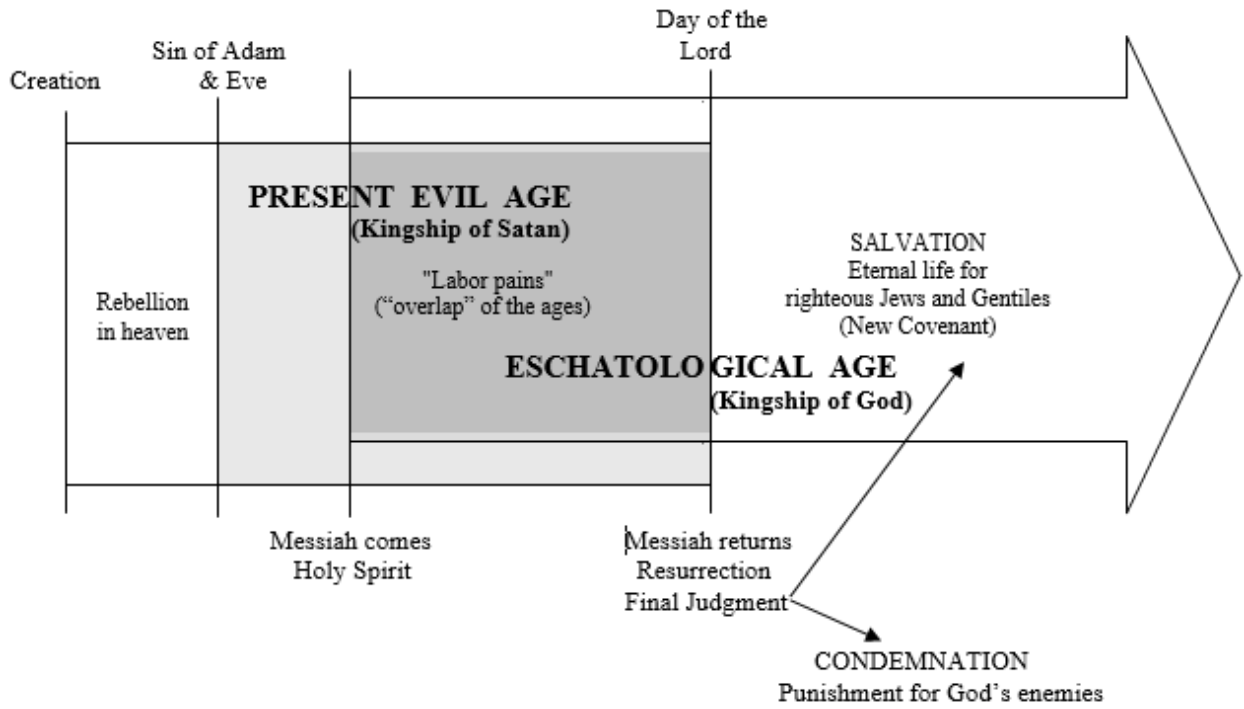 Day of the
Lord
Sin of Adam
& Eve
Creation
PRESENT EVIL AGE
(Kingship of Satan)
"Labor pains"
(“overlap” of the ages)
Rebellion
in heaven
SALVATION
Eternal life for
righteous Jews and Gentiles
(New Covenant)
ESCHATOLOGICAL AGE
(Kingship of God)
Messiah comes
Holy Spirit
Messiah returns
Resurrection
Final Judgment
CONDEMNATION
Punishment for God’s enemies